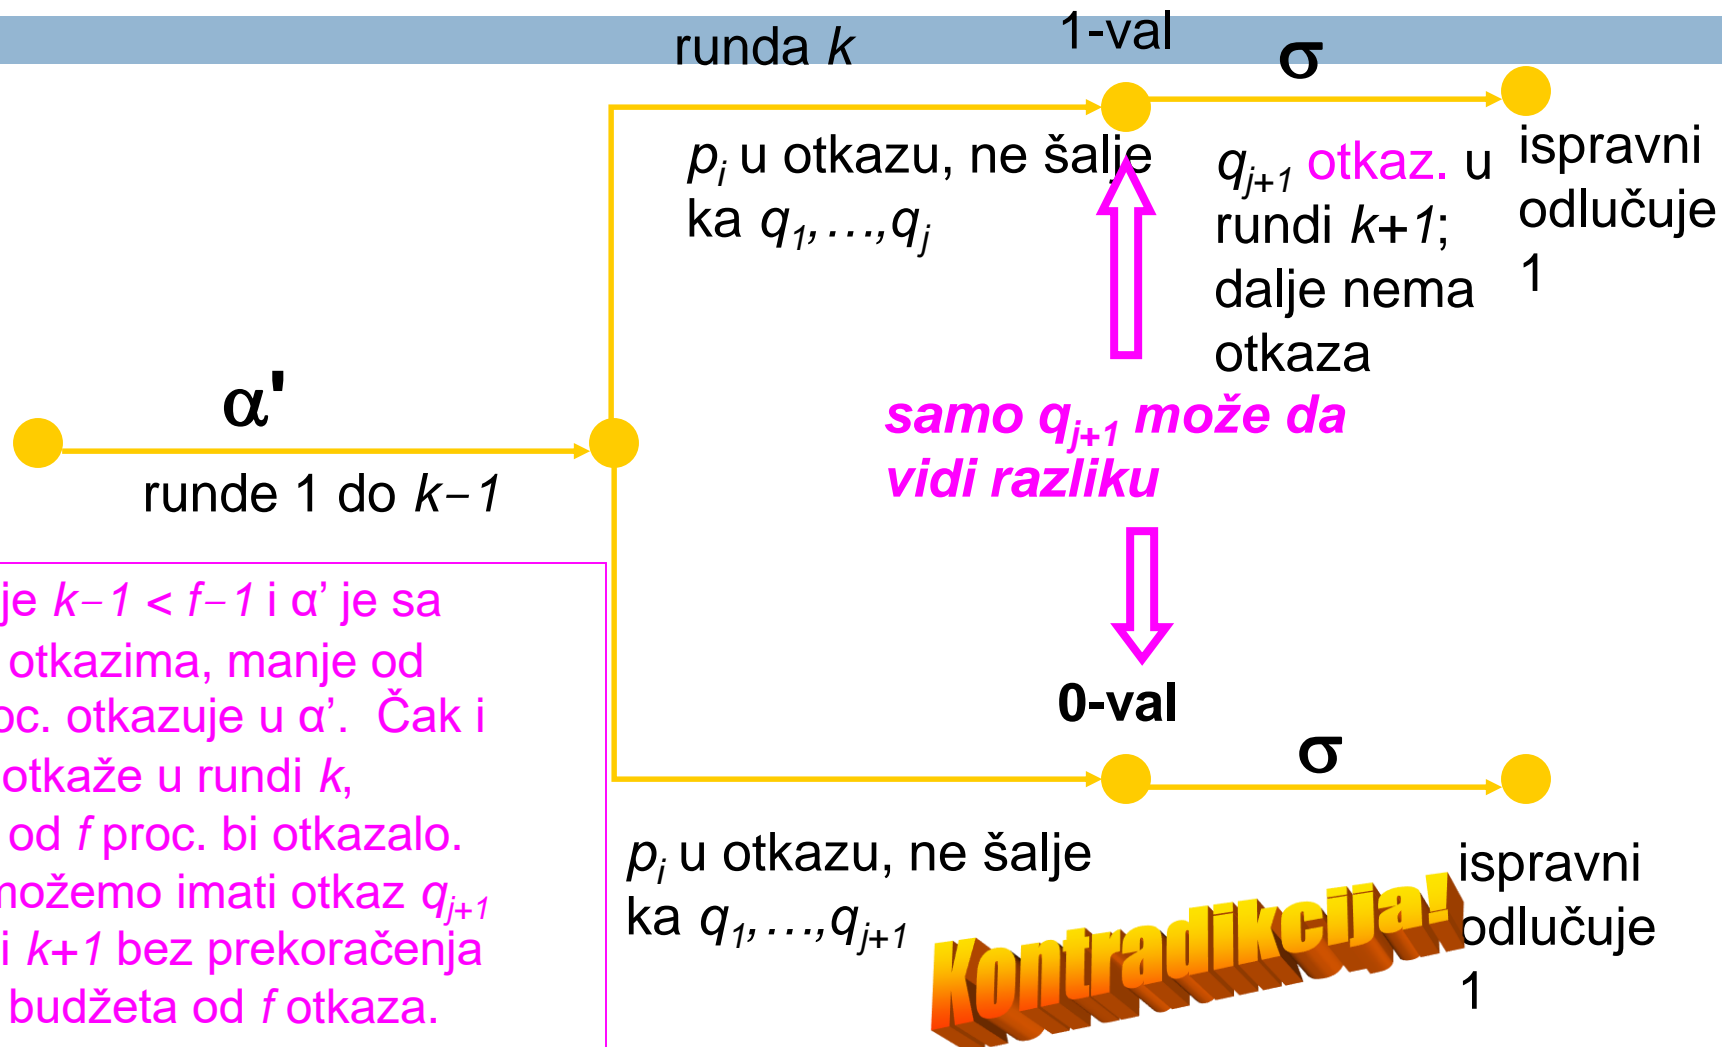 runda k
1-val
σ
pᵢ u otkazu, ne šalje
ka q₁,…,qⱼ
qⱼ₊₁ otkaz. u
rundi k+1;
dalje nema
otkaza
ispravni
odlučuje
1
α'
runde 1 do k−1
samo qⱼ₊₁ može da
vidi razliku
je k−1 < f−1 i α’ je sa
otkazima, manje od
oc. otkazuje u α’. Čak i
otkaže u rundi k,
od f proc. bi otkazalo.
možemo imati otkaz qⱼ₊₁
i k+1 bez prekoračenja
budžeta od f otkaza.
0-val
σ
pᵢ u otkazu, ne šalje
ka q₁,…,qⱼ₊₁
Kontradikcija!
ispravni
odlučuje
1